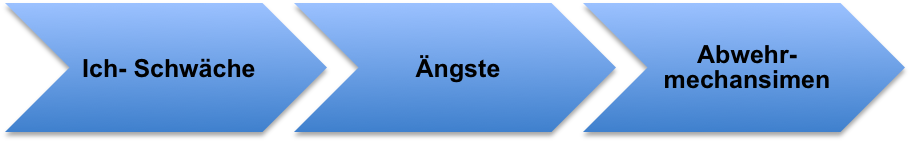 Ich- Schwäche
Ängste
Abwehr-
mechansimen